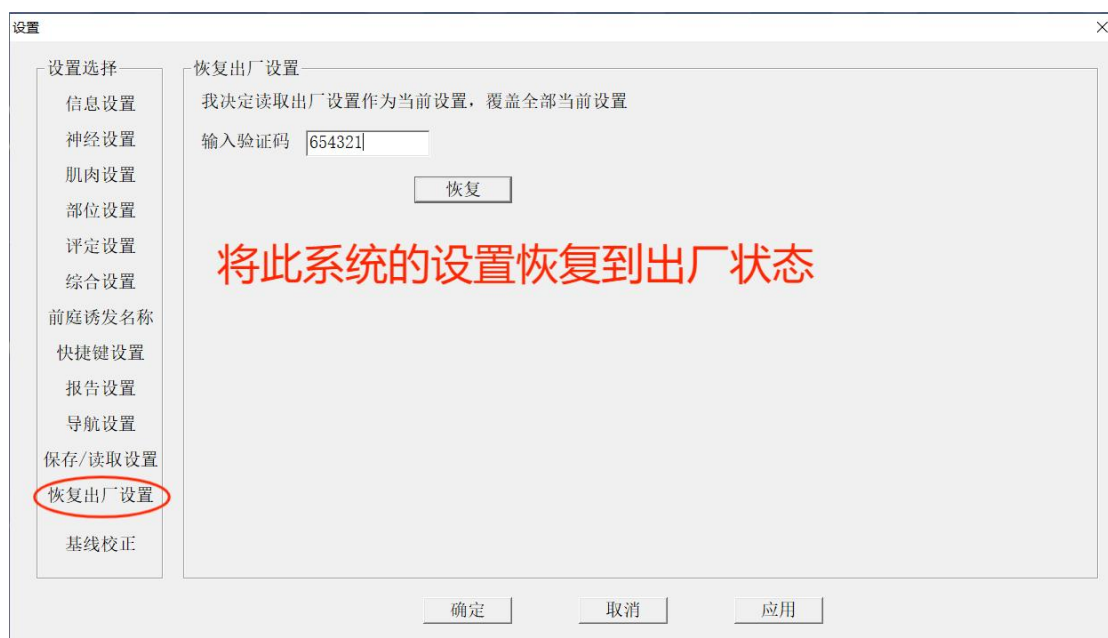 设置
设置选择
信息设置
神经设置
肌肉设置
部位设置
评定设置
综合设置
前庭诱发名称
快捷键设置
报告设置
导航设置
保存/读取设置
恢复出厂设置
基线校正
恢复出厂设置
我决定读取出厂设置作为当前设置，覆盖全部当前设置
输入验证码 654321
恢复
将此系统的设置恢复到出厂状态
确定 取消 应用